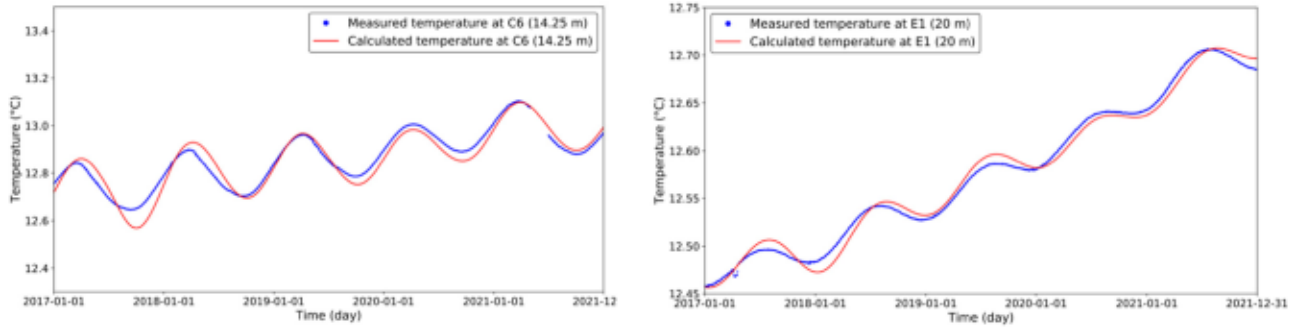 Measured temperature at C6 (14.25 m)
Calculated temperature at C6 (14.25 m)
13.4
13.2
13.0
12.8
12.6
12.4
Temperature (°C)
2017-01-01 2018-01-01 2019-01-01 2020-01-01 2021-01-01 2021-12
Time (day)
Measured temperature at E1 (20 m)
Calculated temperature at E1 (20 m)
12.75
12.70
12.65
12.60
12.55
12.50
12.45
Temperature (°C)
2017-01-01 2018-01-01 2019-01-01 2020-01-01 2021-01-01 2021-12-31
Time (day)